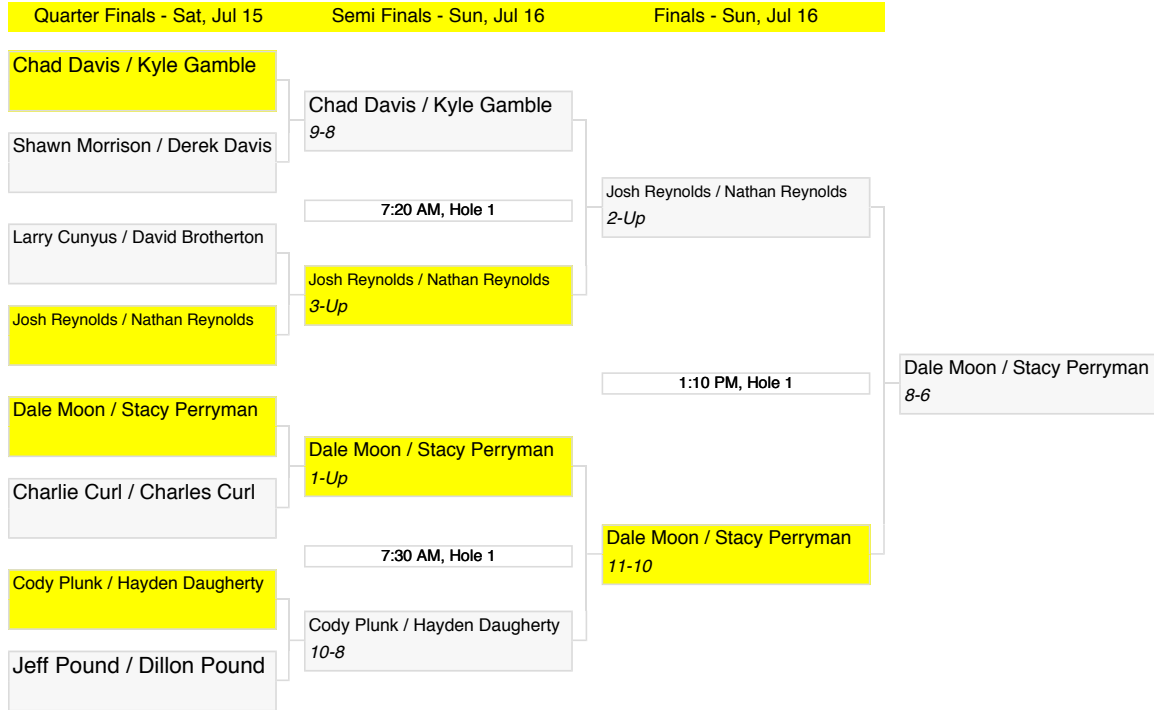 Quarter Finals - Sat, Jul 15
Semi Finals - Sun, Jul 16
Finals - Sun, Jul 16
Chad Davis / Kyle Gamble
Shawn Morrison / Derek Davis
Larry Cunyus / David Brotherton
Josh Reynolds / Nathan Reynolds
Dale Moon / Stacy Perryman
Charlie Curl / Charles Curl
Cody Plunk / Hayden Daugherty
Jeff Pound / Dillon Pound
Chad Davis / Kyle Gamble
9-8
7:20 AM, Hole 1
Josh Reynolds / Nathan Reynolds
3-Up
Dale Moon / Stacy Perryman
1-Up
7:30 AM, Hole 1
Cody Plunk / Hayden Daugherty
10-8
Josh Reynolds / Nathan Reynolds
2-Up
1:10 PM, Hole 1
Dale Moon / Stacy Perryman
11-10
Dale Moon / Stacy Perryman
8-6